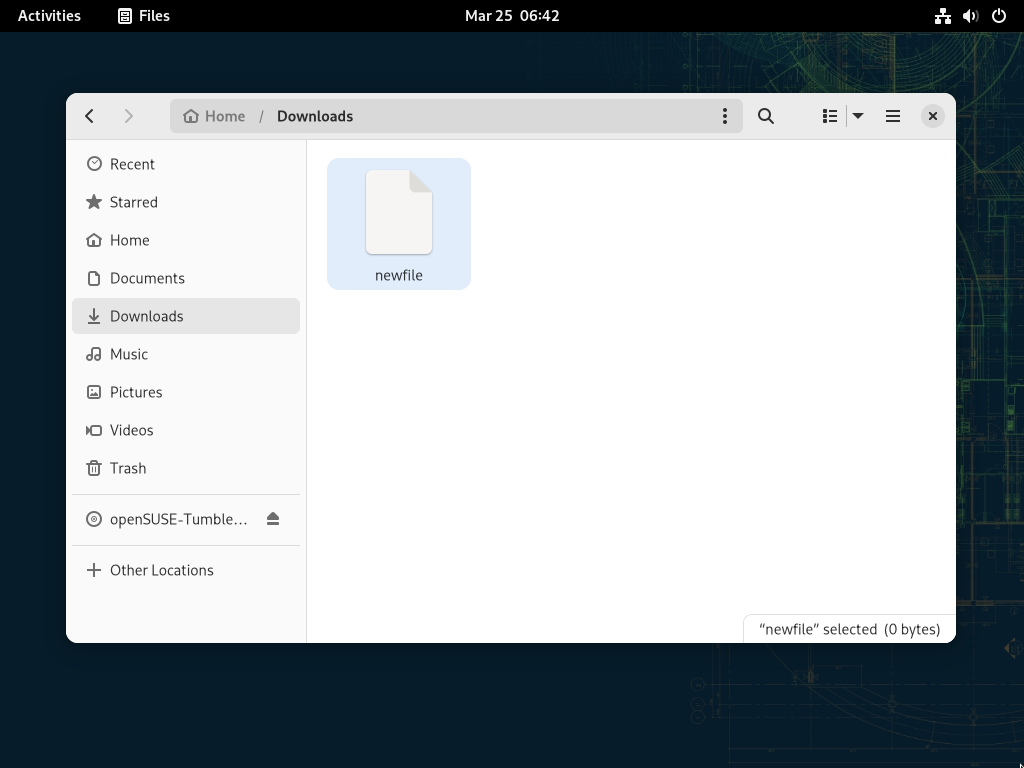 Activities Files Mar 25 06:42
Home / Downloads
Recent
Starred
Home
Documents
Downloads
Music
Pictures
Videos
Trash
openSUSE-Tumble…
Other Locations
newfile
“newfile” selected (0 bytes)